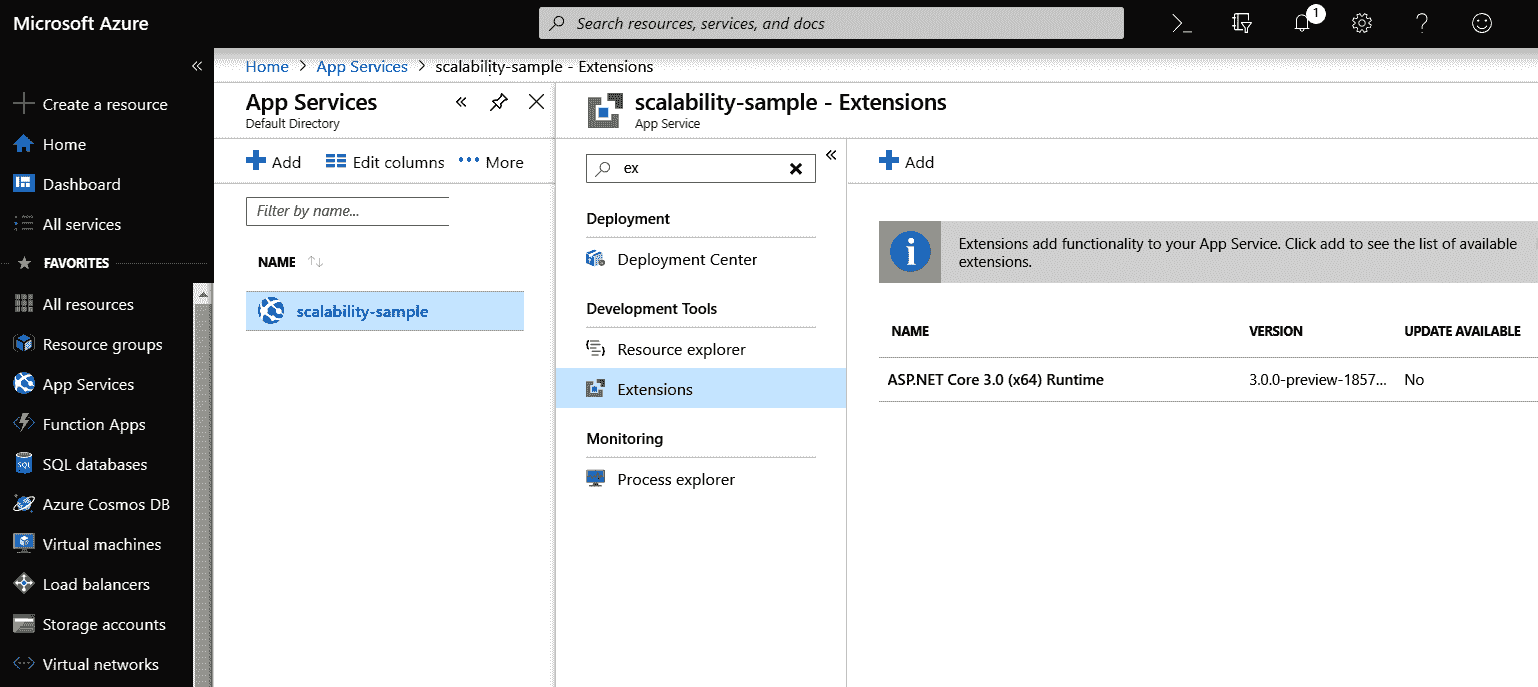 Microsoft Azure
Search resources, services, and docs
>_
1
?
«
Create a resource
Home
Dashboard
All services
FAVORITES
All resources
Resource groups
App Services
Function Apps
SQL databases
Azure Cosmos DB
Virtual machines
Load balancers
Storage accounts
Virtual networks
Home > App Services > scalability-sample - Extensions
App Services
Default Directory
Add Edit columns ••• More
Filter by name...
NAME
scalability-sample
scalability-sample - Extensions
App Service
ex
Deployment
Deployment Center
Development Tools
Resource explorer
Extensions
Monitoring
Process explorer
Add
Extensions add functionality to your App Service. Click add to see the list of available
extensions.
NAME VERSION UPDATE AVAILABLE
ASP.NET Core 3.0 (x64) Runtime 3.0.0-preview-1857... No